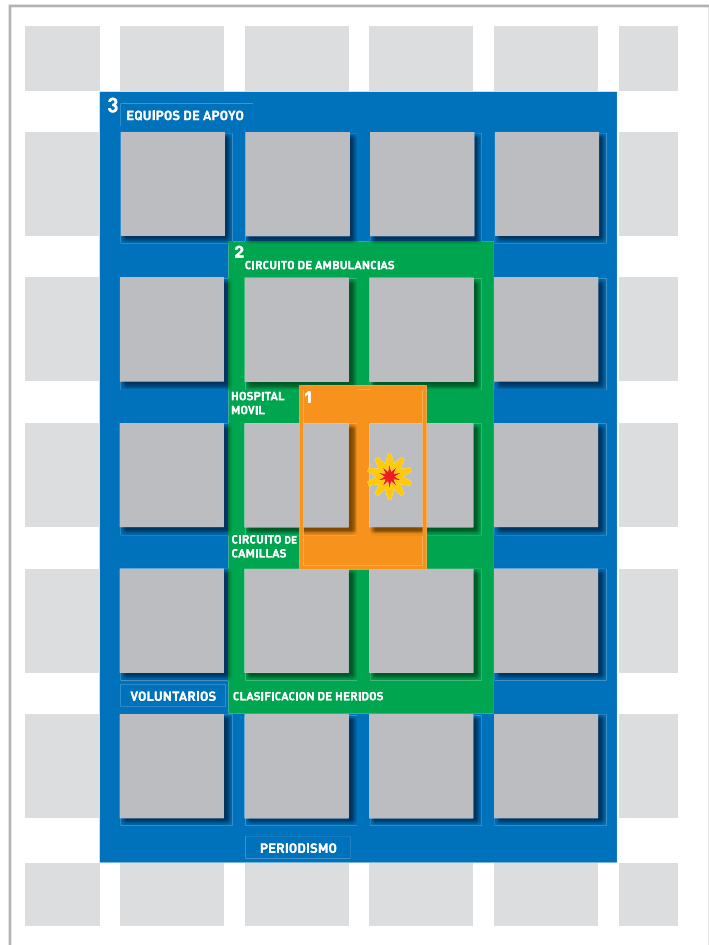 3
EQUIPOS DE APOYO
2
CIRCUITO DE AMBULANCIAS
HOSPITAL
MOVIL
1
CIRCUITO DE
CAMILLAS
VOLUNTARIOS
CLASIFICACION DE HERIDOS
PERIODISMO